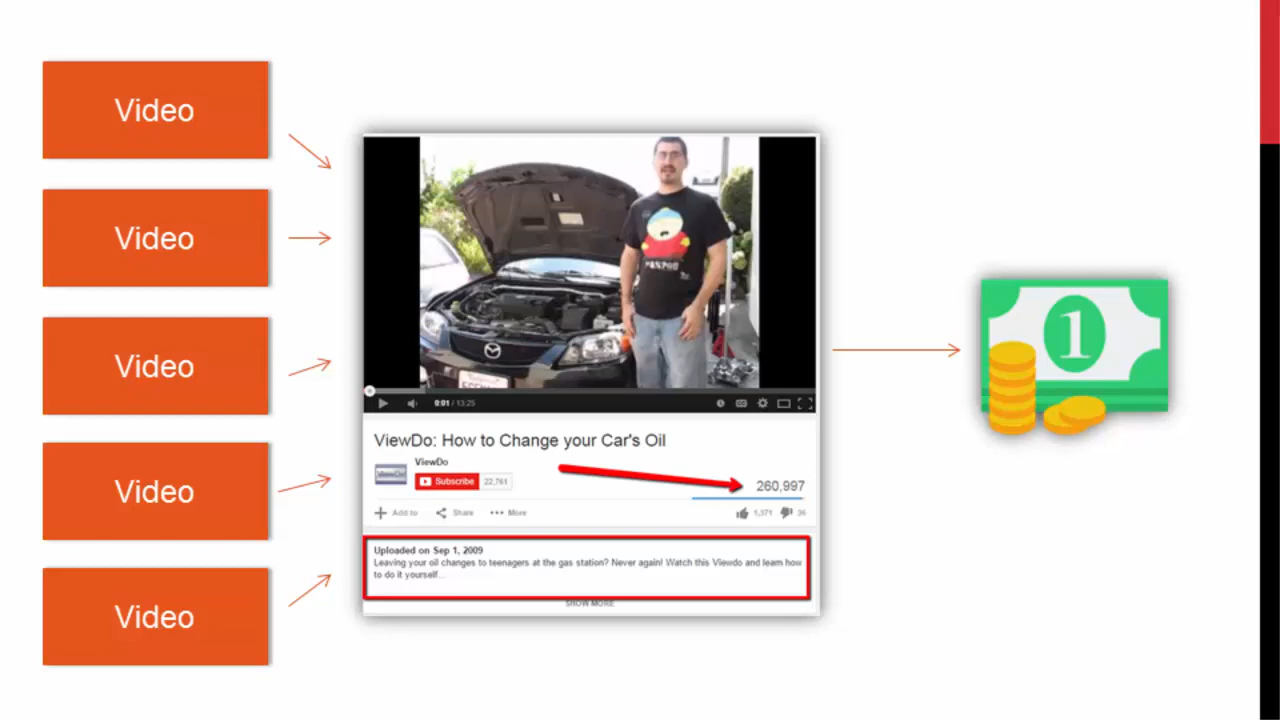 Video
Video
Video
Video
Video
0:01 / 13:25
ViewDo: How to Change your Car's Oil
ViewDo
Subscribe 22,761
260,997
Add to Share More
1,371 36
Uploaded on Sep 1, 2009
Leaving your oil changes to teenagers at the gas station? Never again! Watch this Viewdo and learn how
to do it yourself...
SHOW MORE
1